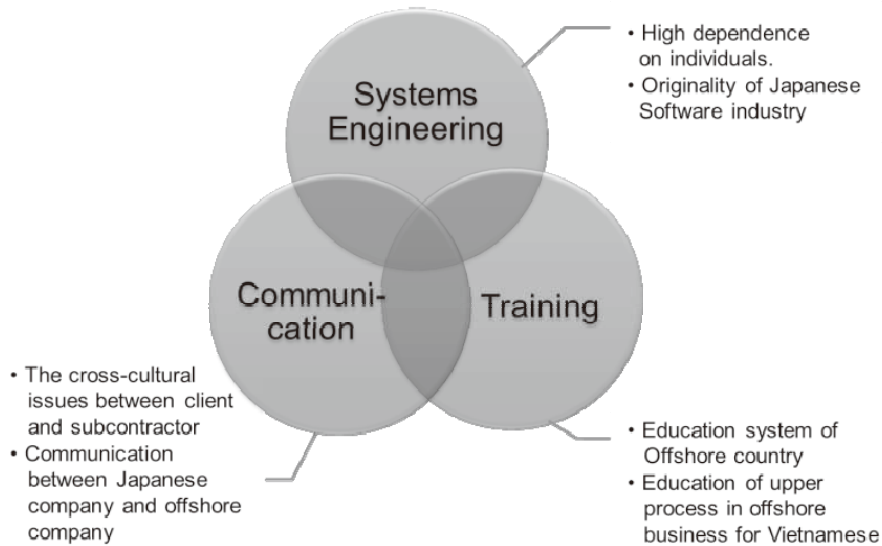 Systems
Engineering
• High dependence
on individuals.
• Originality of Japanese
Software industry
Communi-
cation
Training
• The cross-cultural
issues between client
and subcontractor
• Communication
between Japanese
company and offshore
company
• Education system of
Offshore country
• Education of upper
process in offshore
business for Vietnamese